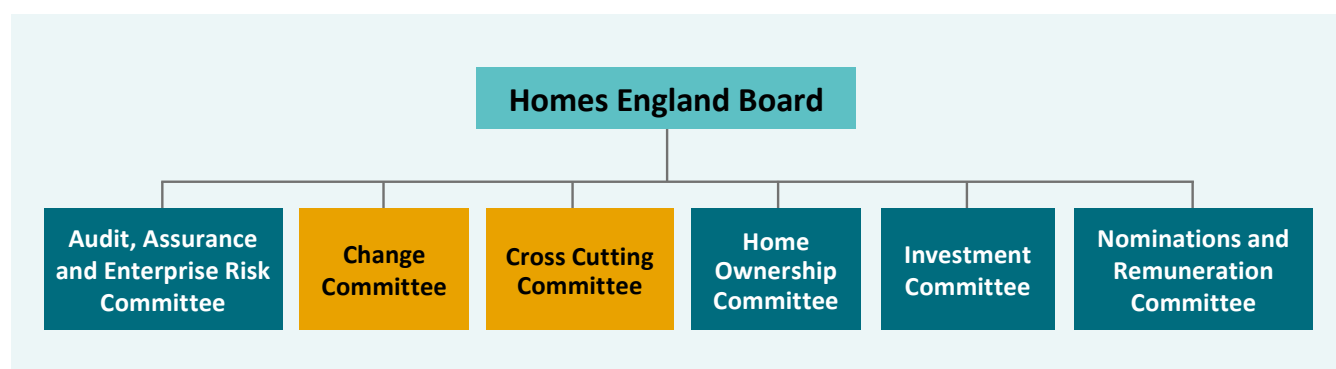 Homes England Board
Audit, Assurance
and Enterprise Risk
Committee
Change
Committee
Cross Cutting
Committee
Home
Ownership
Committee
Investment
Committee
Nominations and
Remuneration
Committee